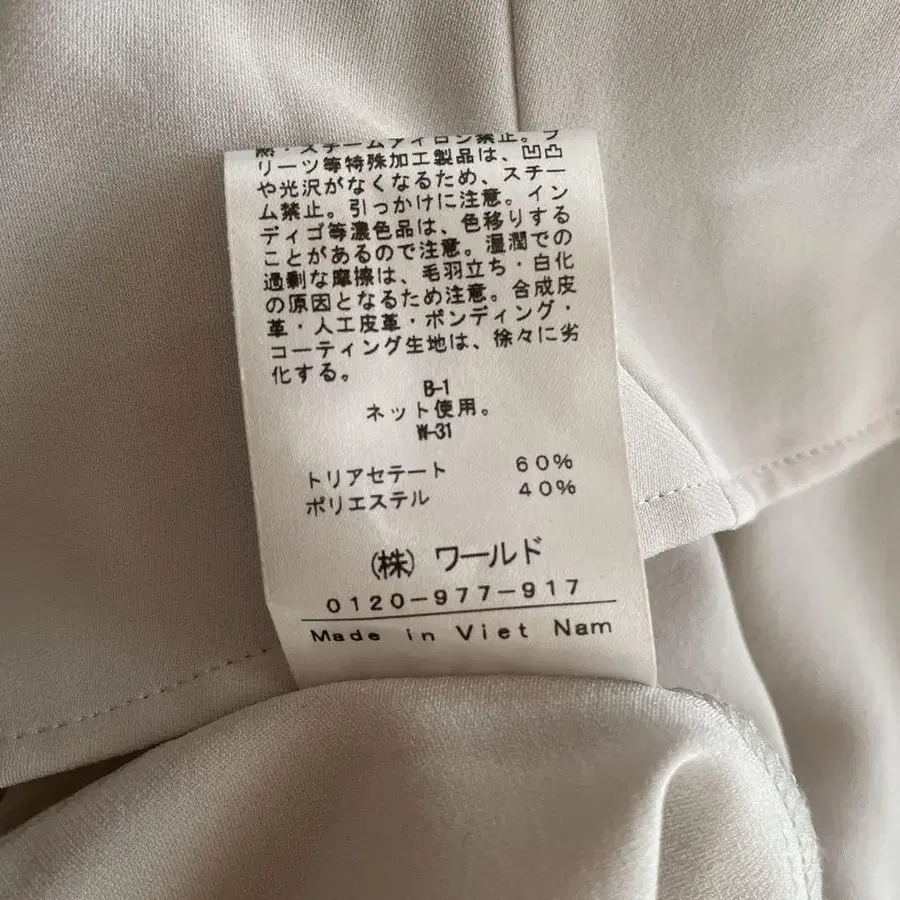 熱・スチームアイロン禁止。プ
リーツ等特殊加工製品は、凹凸
や光沢がなくなるため、スチー
ム禁止。引っかけに注意。イン
ディゴ等濃色品は、色移りする
ことがあるので注意。湿潤での
過剰な摩擦は、毛羽立ち・白化
の原因となるため注意。合成皮
革・人工皮革・ボンディング・
コーティング生地は、徐々に劣
化する。
B-1
ネット使用。
W-31
トリアセテート 60%
ポリエステル 40%
(株) ワールド
0120-977-917
Made in Viet Nam